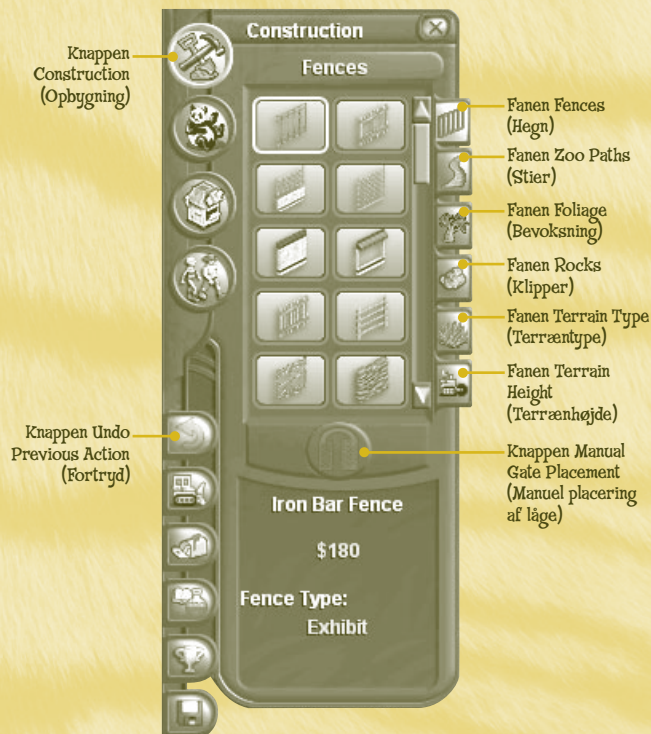 Knappen
Construction
(Opbygning)
Construction
Fences
Fanen Fences
(Hegn)
Fanen Zoo Paths
(Stier)
Fanen Foliage
(Bevoksning)
Fanen Rocks
(Klipper)
Fanen Terrain Type
(Terræntype)
Fanen Terrain
Height
(Terrænhøjde)
Knappen Undo
Previous Action
(Fortryd)
Knappen Manual
Gate Placement
(Manuel placering
af låge)
Iron Bar Fence
$180
Fence Type:
Exhibit